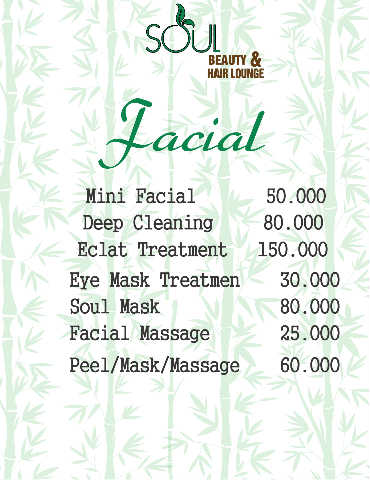 SOUL
BEAUTY &
HAIR LOUNGE
Facial
Mini Facial 50.000
Deep Cleaning 80.000
Eclat Treatment 150.000
Eye Mask Treatmen 30.000
Soul Mask 80.000
Facial Massage 25.000
Peel/Mask/Massage 60.000